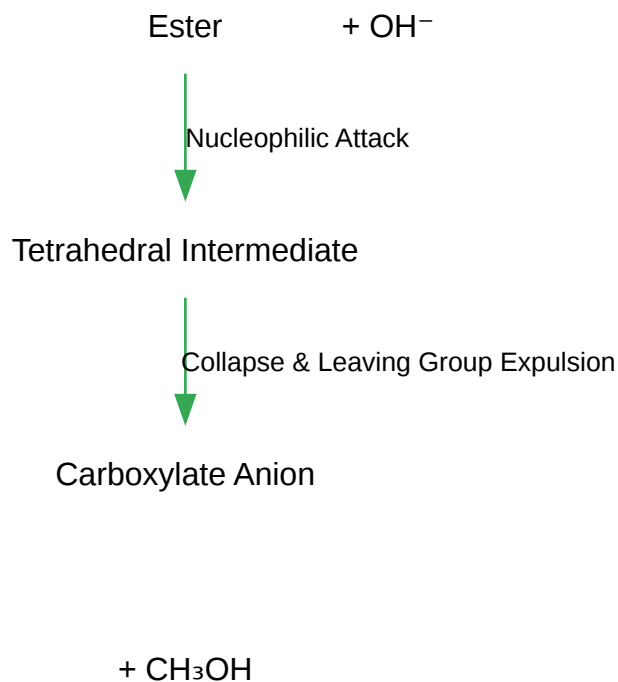 Ester + OH⁻
Nucleophilic Attack
Tetrahedral Intermediate
Collapse & Leaving Group Expulsion
Carboxylate Anion
+ CH₃OH